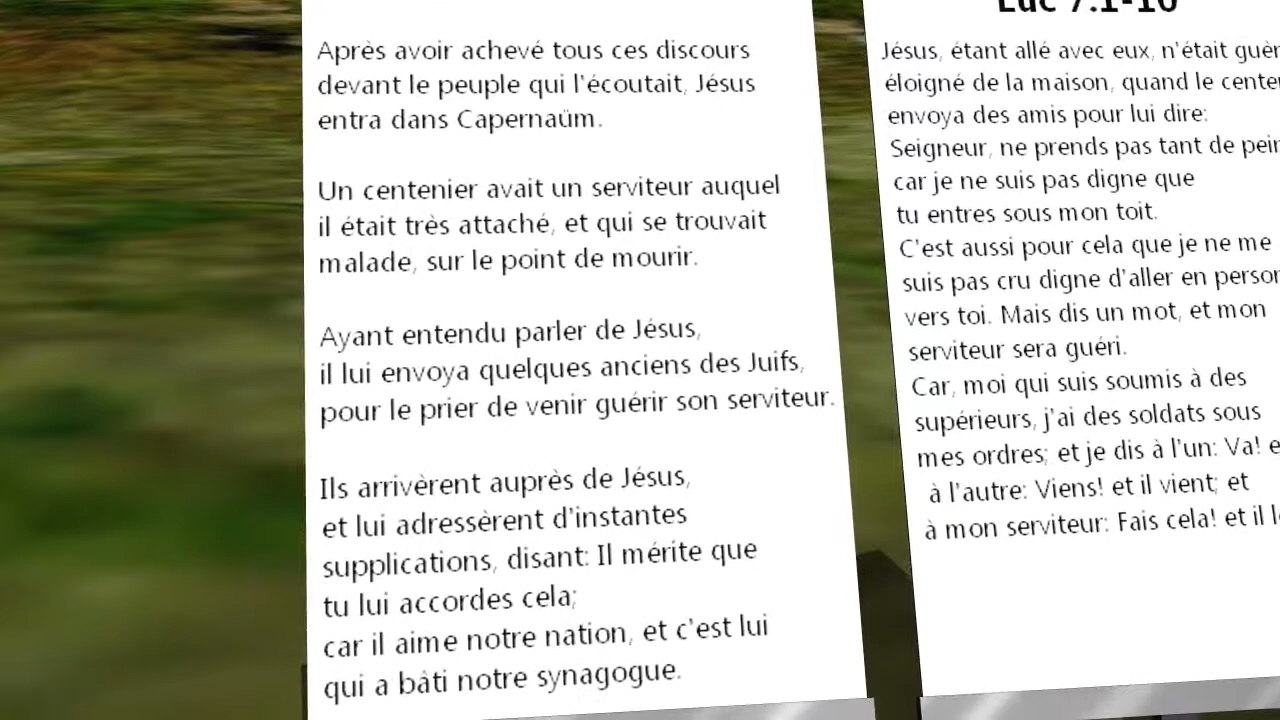 Après avoir achevé tous ces discours
devant le peuple qui l'écoutait, Jésus
entra dans Capernaüm.
Un centenier avait un serviteur auquel
il était très attaché, et qui se trouvait
malade, sur le point de mourir.
Ayant entendu parler de Jésus,
il lui envoya quelques anciens des Juifs,
pour le prier de venir guérir son serviteur.
Ils arrivèrent auprès de Jésus,
et lui adressèrent d'instantes
supplications, disant: Il mérite que
tu lui accordes cela;
car il aime notre nation, et c'est lui
qui a bâti notre synagogue.
Luc 7.1-10
Jésus, étant allé avec eux, n'était
éloigné de la maison, quand le
envoya des amis pour lui dire:
Seigneur, ne prends pas tant de
car je ne suis pas digne que
tu entres sous mon toit.
C'est aussi pour cela que je ne me
suis pas cru digne d'aller en
vers toi. Mais dis un mot, et mon
serviteur sera guéri.
Car, moi qui suis soumis à des
supérieurs, j'ai des soldats sous
mes ordres; et je dis à l'un: Va!
à l'autre: Viens! et il vient; et
à mon serviteur: Fais cela! et il